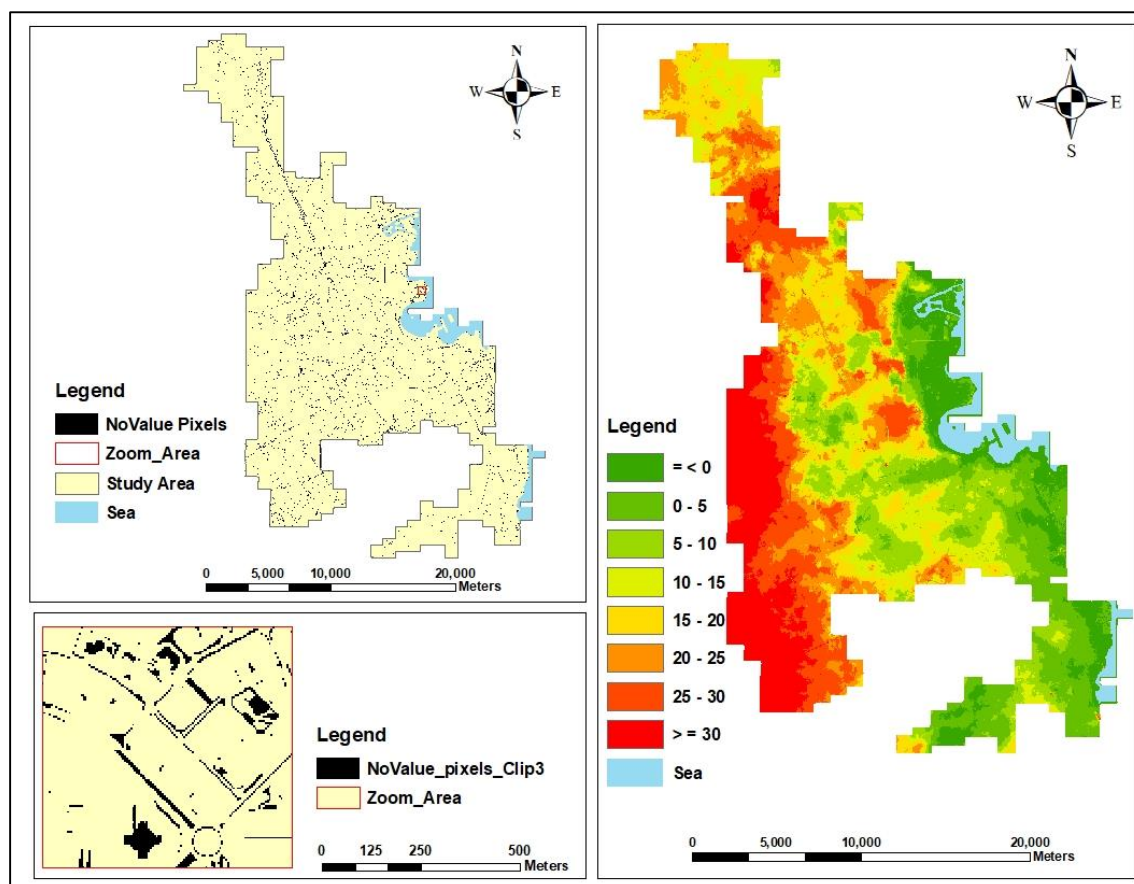 N
W E
S
Legend
NoValue Pixels
Zoom_Area
Study Area
Sea
0 5,000 10,000 20,000
Meters
Legend
NoValue_pixels_Clip3
Zoom_Area
0 125 250 500
Meters
N
W E
S
Legend
= < 0
0 - 5
5 - 10
10 - 15
15 - 20
20 - 25
25 - 30
> = 30
Sea
0 5,000 10,000 20,000
Meters